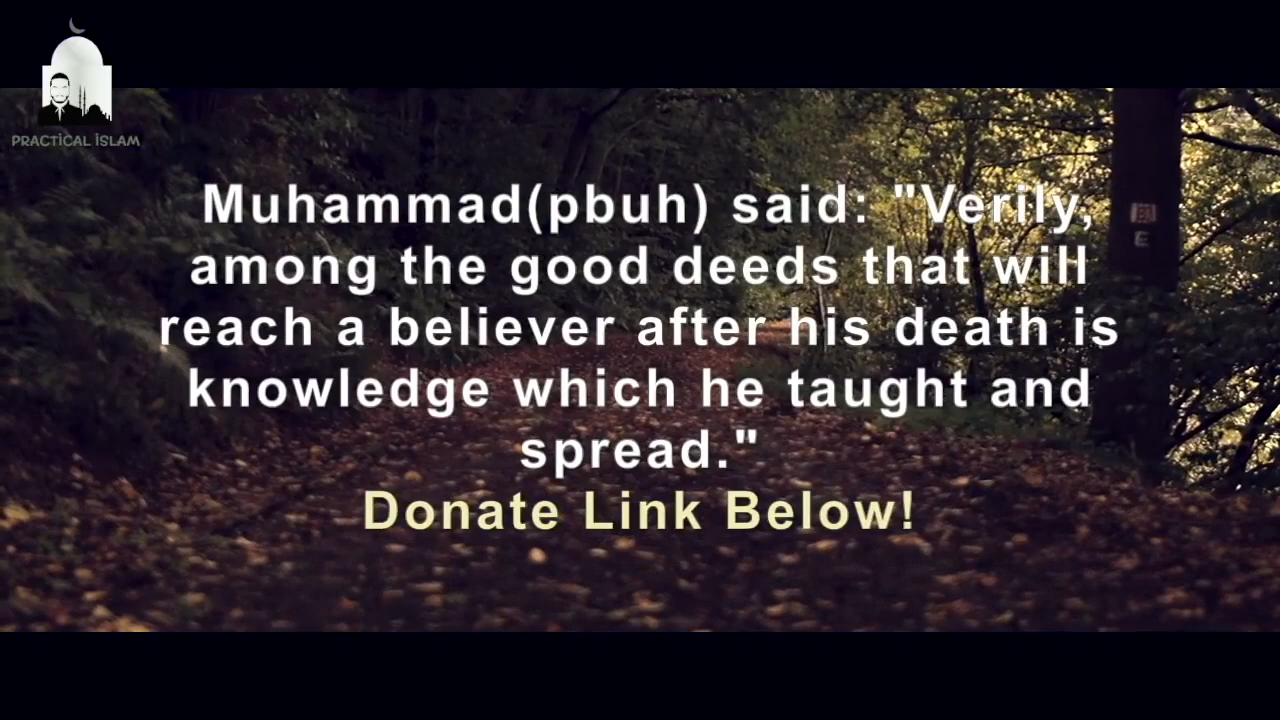 PRACTİCAL İSLAM
Muhammad(pbuh) said: "Verily,
among the good deeds that will
reach a believer after his death is
knowledge which he taught and
spread."
Donate Link Below!